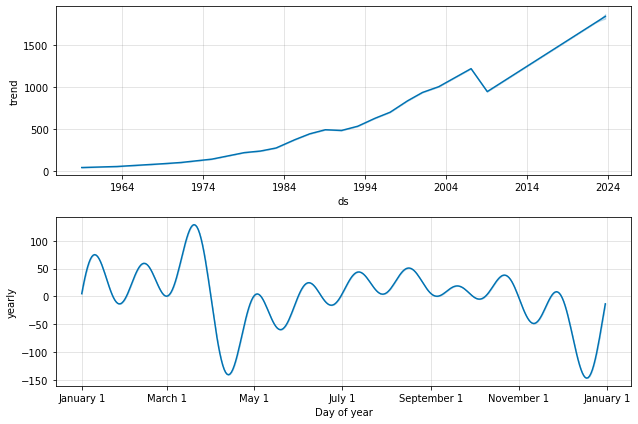 trend
1500
1000
500
0
1964 1974 1984 1994 2004 2014 2024
ds
yearly
100
50
0
−50
−100
−150
January 1 March 1 May 1 July 1 September 1 November 1 January 1
Day of year